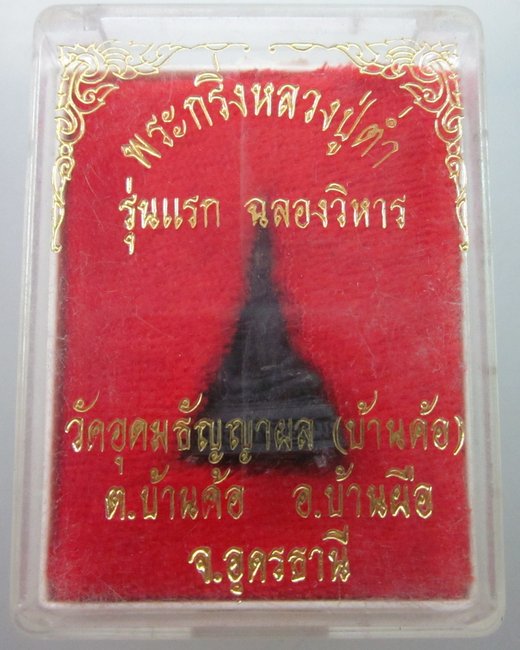 พระกริ่งหลวงปู่ต่ำ
รุ่นแรก ฉลองวิหาร
วัดอุดมธัญญาผล (บ้านค้อ)
ต.บ้านค้อ อ.บ้านผือ
จ.อุดรธานี